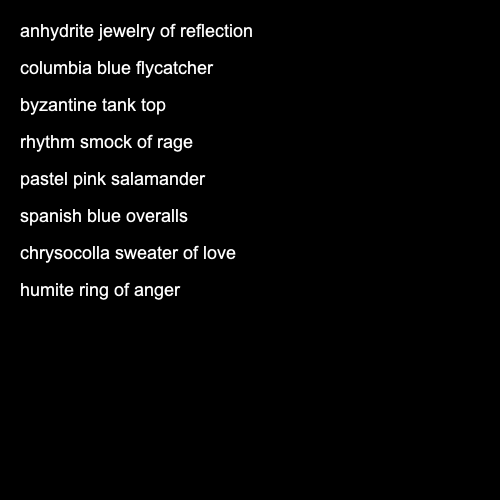 anhydrite jewelry of reflection
columbia blue flycatcher
byzantine tank top
rhythm smock of rage
pastel pink salamander
spanish blue overalls
chrysocolla sweater of love
humite ring of anger